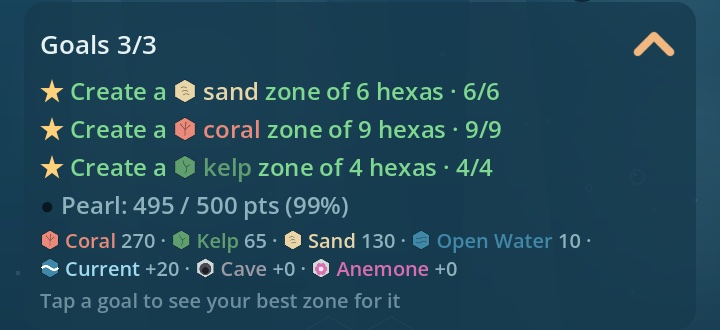 Goals 3/3
Create a sand zone of 6 hexas · 6/6
Create a coral zone of 9 hexas · 9/9
Create a kelp zone of 4 hexas · 4/4
Pearl: 495 / 500 pts (99%)
Coral 270 · Kelp 65 · Sand 130 · Open Water 10 ·
Current +20 · Cave +0 · Anemone +0
Tap a goal to see your best zone for it